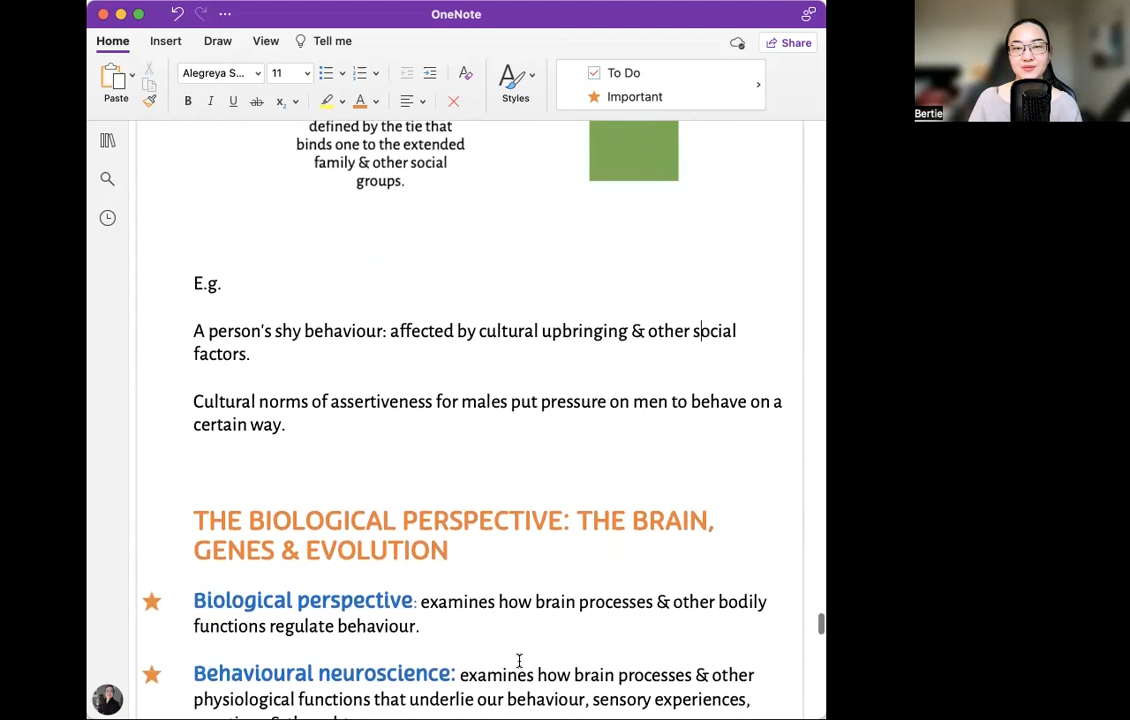 OneNote
Home Insert Draw View Tell me
Share
Paste
Alegreya S...
11
Styles
To Do
Important
defined by the tie that
binds one to the extended
family & other social
groups.
E.g.
A person's shy behaviour: affected by cultural upbringing & other social
factors.
Cultural norms of assertiveness for males put pressure on men to behave on a
certain way.
THE BIOLOGICAL PERSPECTIVE: THE BRAIN,
GENES & EVOLUTION
Biological perspective: examines how brain processes & other bodily
functions regulate behaviour.
Behavioural neuroscience: examines how brain processes & other
physiological functions that underlie our behaviour, sensory experiences,
Bertie